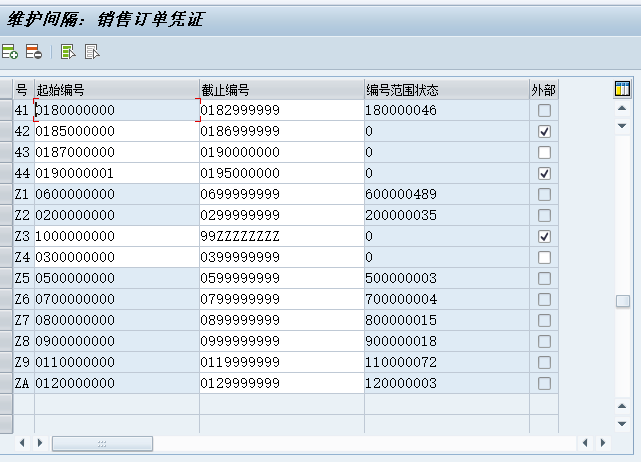 维护间隔：销售订单凭证
号 起始编号 截止编号 编号范围状态 外部
41 0180000000 0182999999 180000046
42 0185000000 0186999999 0
43 0187000000 0190000000 0
44 0190000001 0195000000 0
Z1 0600000000 0699999999 600000489
Z2 0200000000 0299999999 200000035
Z3 1000000000 99ZZZZZZZZ 0
Z4 0300000000 0399999999 0
Z5 0500000000 0599999999 500000003
Z6 0700000000 0799999999 700000004
Z7 0800000000 0899999999 800000015
Z8 0900000000 0999999999 900000018
Z9 0110000000 0119999999 110000072
ZA 0120000000 0129999999 120000003